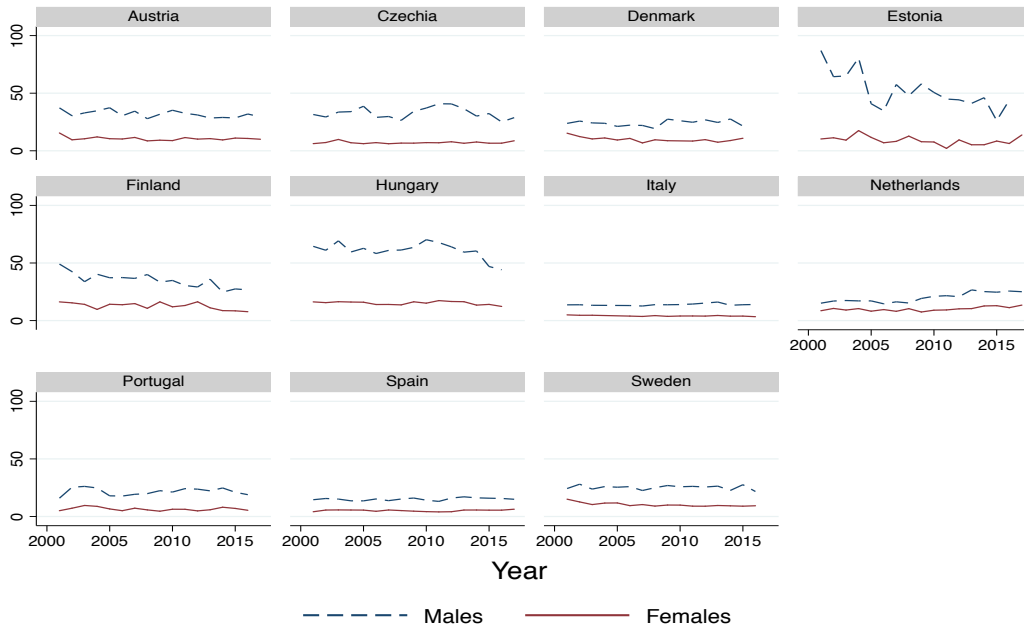 Austria Czechia Denmark Estonia
100
50
0
Finland Hungary Italy Netherlands
100
50
0
2000 2005 2010 2015
Portugal Spain Sweden
100
50
0
2000 2005 2010 2015 2000 2005 2010 2015 2000 2005 2010 2015
Year
Males Females